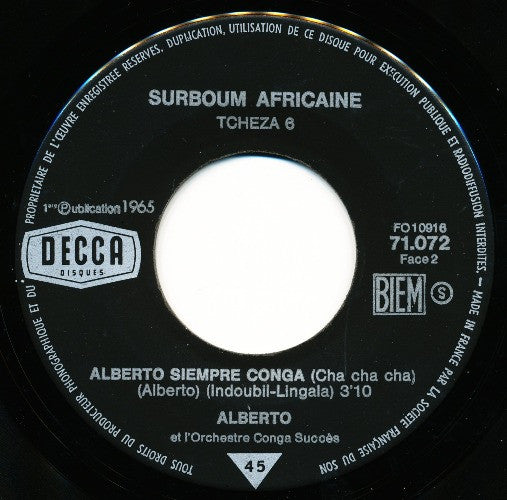 TOUS DROITS DU PRODUCTEUR PHONOGRAPHIQUE ET DU PROPRIETAIRE DE L'ŒUVRE ENREGISTREE RESERVES. DUPLICATION, UTILISATION DE CE DISQUE POUR EXECUTION PUBLIQUE ET RADIODIFFUSION INTERDITES. - MADE IN FRANCE PAR LA SOCIETE FRANÇAISE DU SON
SURBOUM AFRICAINE
TCHEZA 6
1ère ℗ublication 1965
DECCA
DISQUES
FO 10916
71.072
Face 2
BIEM S
ALBERTO SIEMPRE CONGA (Cha cha cha)
(Alberto) (Indoubil-Lingala) 3'10
ALBERTO
et l'Orchestre Conga Succès
45